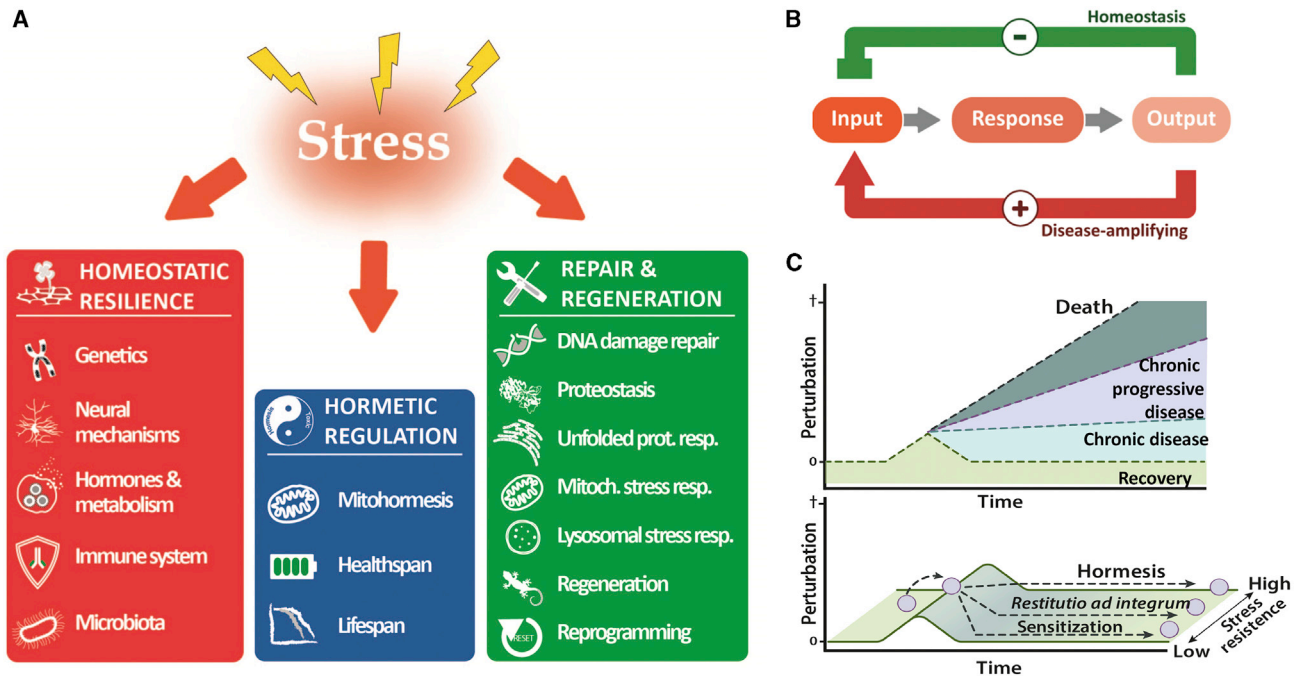 A
Stress
HOMEOSTATIC
RESILIENCE
Genetics
Neural
mechanisms
Hormones &
metabolism
Immune system
Microbiota
HORMETIC
REGULATION
Hormesis
Toxic
Mitohormesis
Healthspan
Lifespan
REPAIR &
REGENERATION
DNA damage repair
Proteostasis
Unfolded prot. resp.
Mitoch. stress resp.
Lysosomal stress resp.
Regeneration
RESET
Reprogramming
B
Homeostasis
-
Input
Response
Output
+
Disease-amplifying
C
†
Perturbation
o
Death
Chronic
progressive
disease
Chronic disease
Recovery
Time
†
Perturbation
o
Hormesis
Restitutio ad integrum
Sensitization
High
Stress
resistence
Low
Time